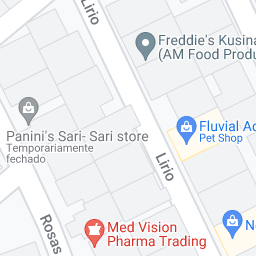 Lirio
Freddie's Kusina
(AM Food Produ
Panini's Sari- Sari store
Temporariamente
fechado
Fluvial Ad
Pet Shop
Lirio
Rosas
Med Vision
Pharma Trading
N